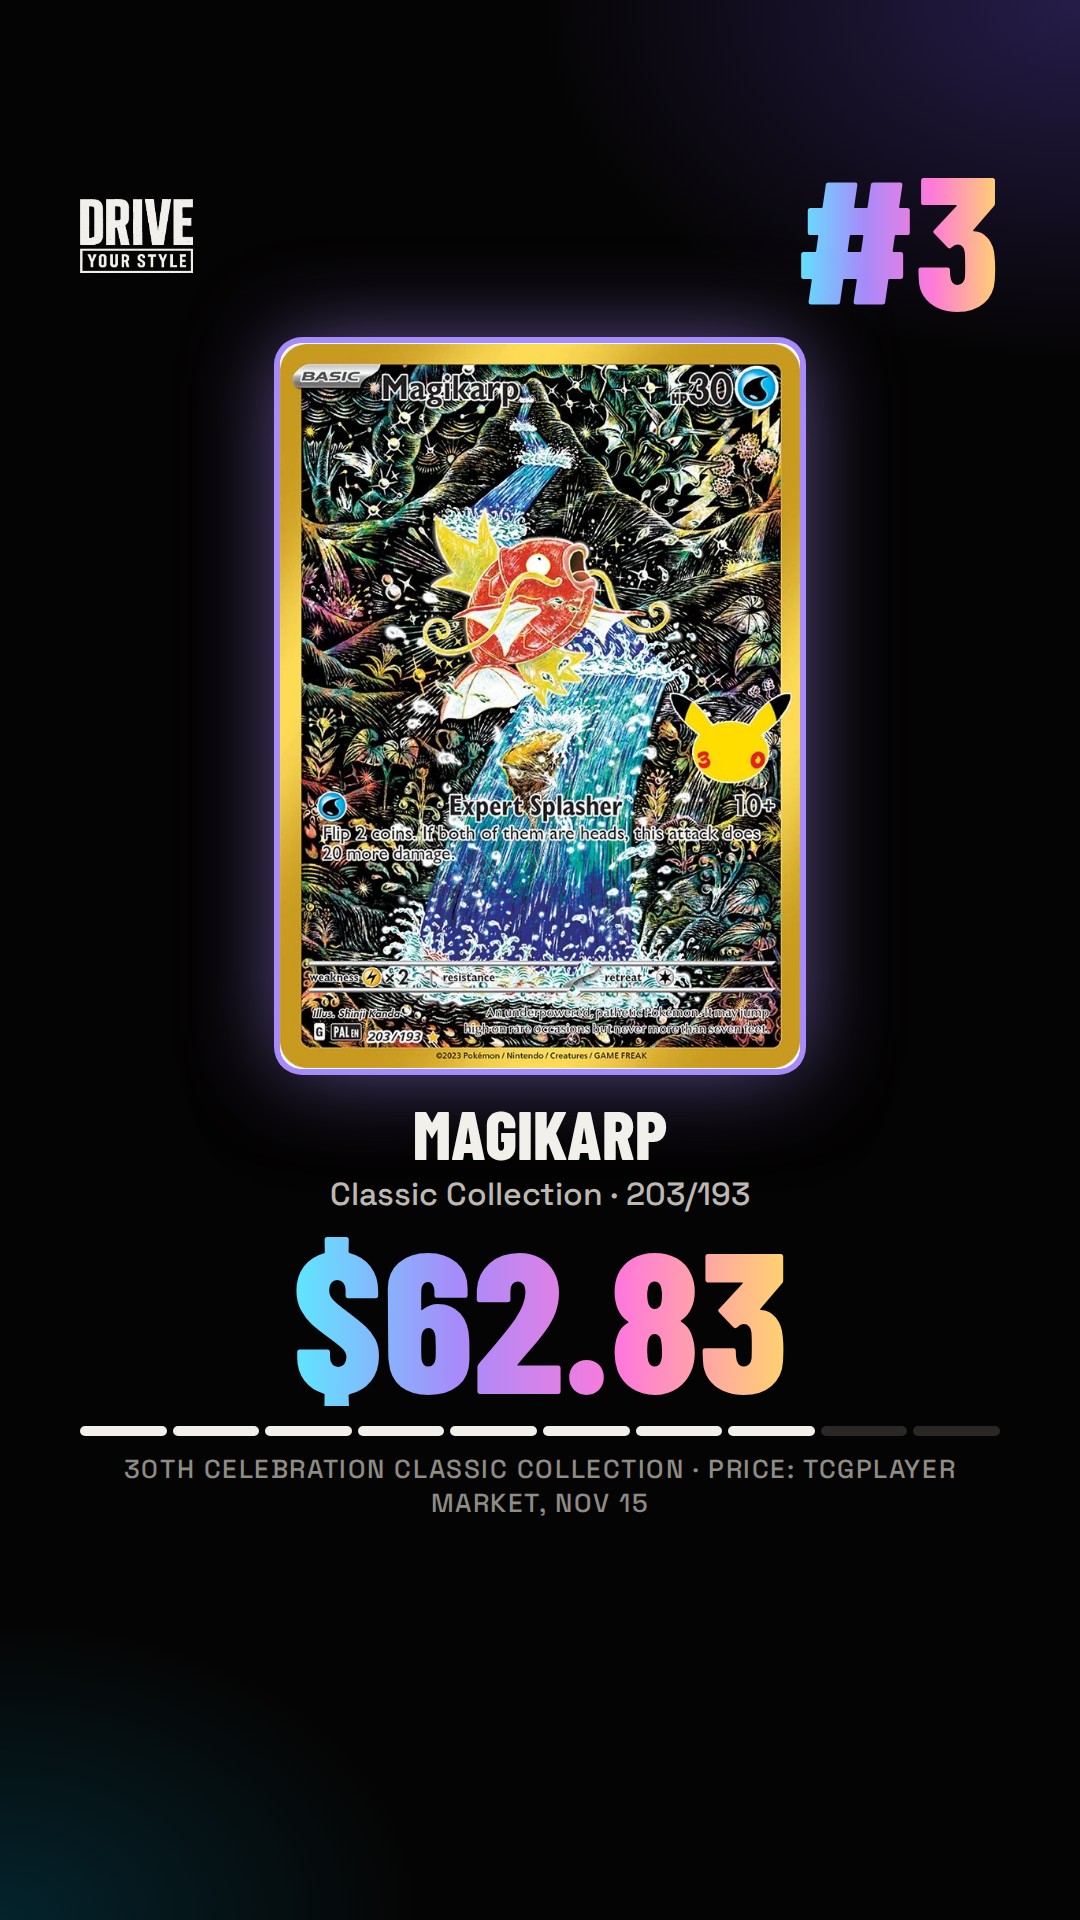 DRIVE
YOUR STYLE
#3
BASIC
Magikarp
HP30
3 0
Expert Splasher 10+
Flip 2 coins. If both of them are heads, this attack does
20 more damage.
weakness ×2 resistance retreat
Illus. Shinji Kanda
An underpowered, pathetic Pokémon. It may jump
high on rare occasions but never more than seven feet.
G PAL EN 203/193
©2023 Pokémon / Nintendo / Creatures / GAME FREAK
MAGIKARP
Classic Collection · 203/193
$62.83
30TH CELEBRATION CLASSIC COLLECTION · PRICE: TCGPLAYER
MARKET, NOV 15